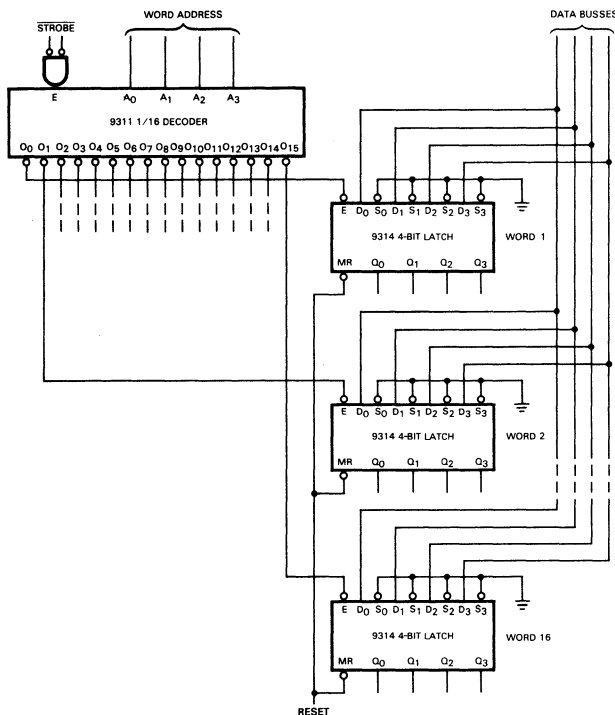 STROBE
WORD ADDRESS
DATA BUSSES
E A0 A1 A2 A3
9311 1/16 DECODER
O0 O1 O2 O3 O4 O5 O6 O7 O8 O9 O10 O11 O12 O13 O14 O15
E D0 S0 D1 S1 D2 S2 D3 S3
9314 4-BIT LATCH
WORD 1
MR Q0 Q1 Q2 Q3
E D0 S0 D1 S1 D2 S2 D3 S3
9314 4-BIT LATCH
WORD 2
MR Q0 Q1 Q2 Q3
E D0 S0 D1 S1 D2 S2 D3 S3
9314 4-BIT LATCH
WORD 16
MR Q0 Q1 Q2 Q3
RESET